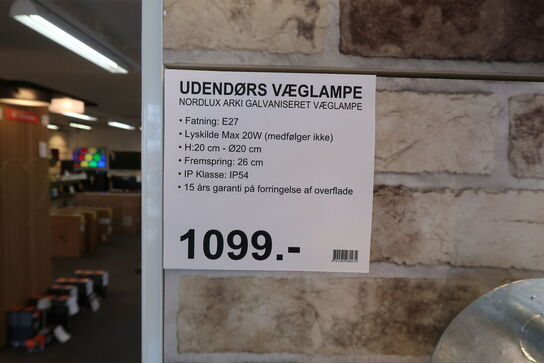 UDENDØRS VÆGLAMPE
NORDLUX ARKI GALVANISERET VÆGLAMPE
• Fatning: E27
• Lyskilde Max 20W (medfølger ikke)
• H:20 cm - Ø20 cm
• Fremspring: 26 cm
• IP Klasse: IP54
• 15 års garanti på forringelse af overflade
1099.-